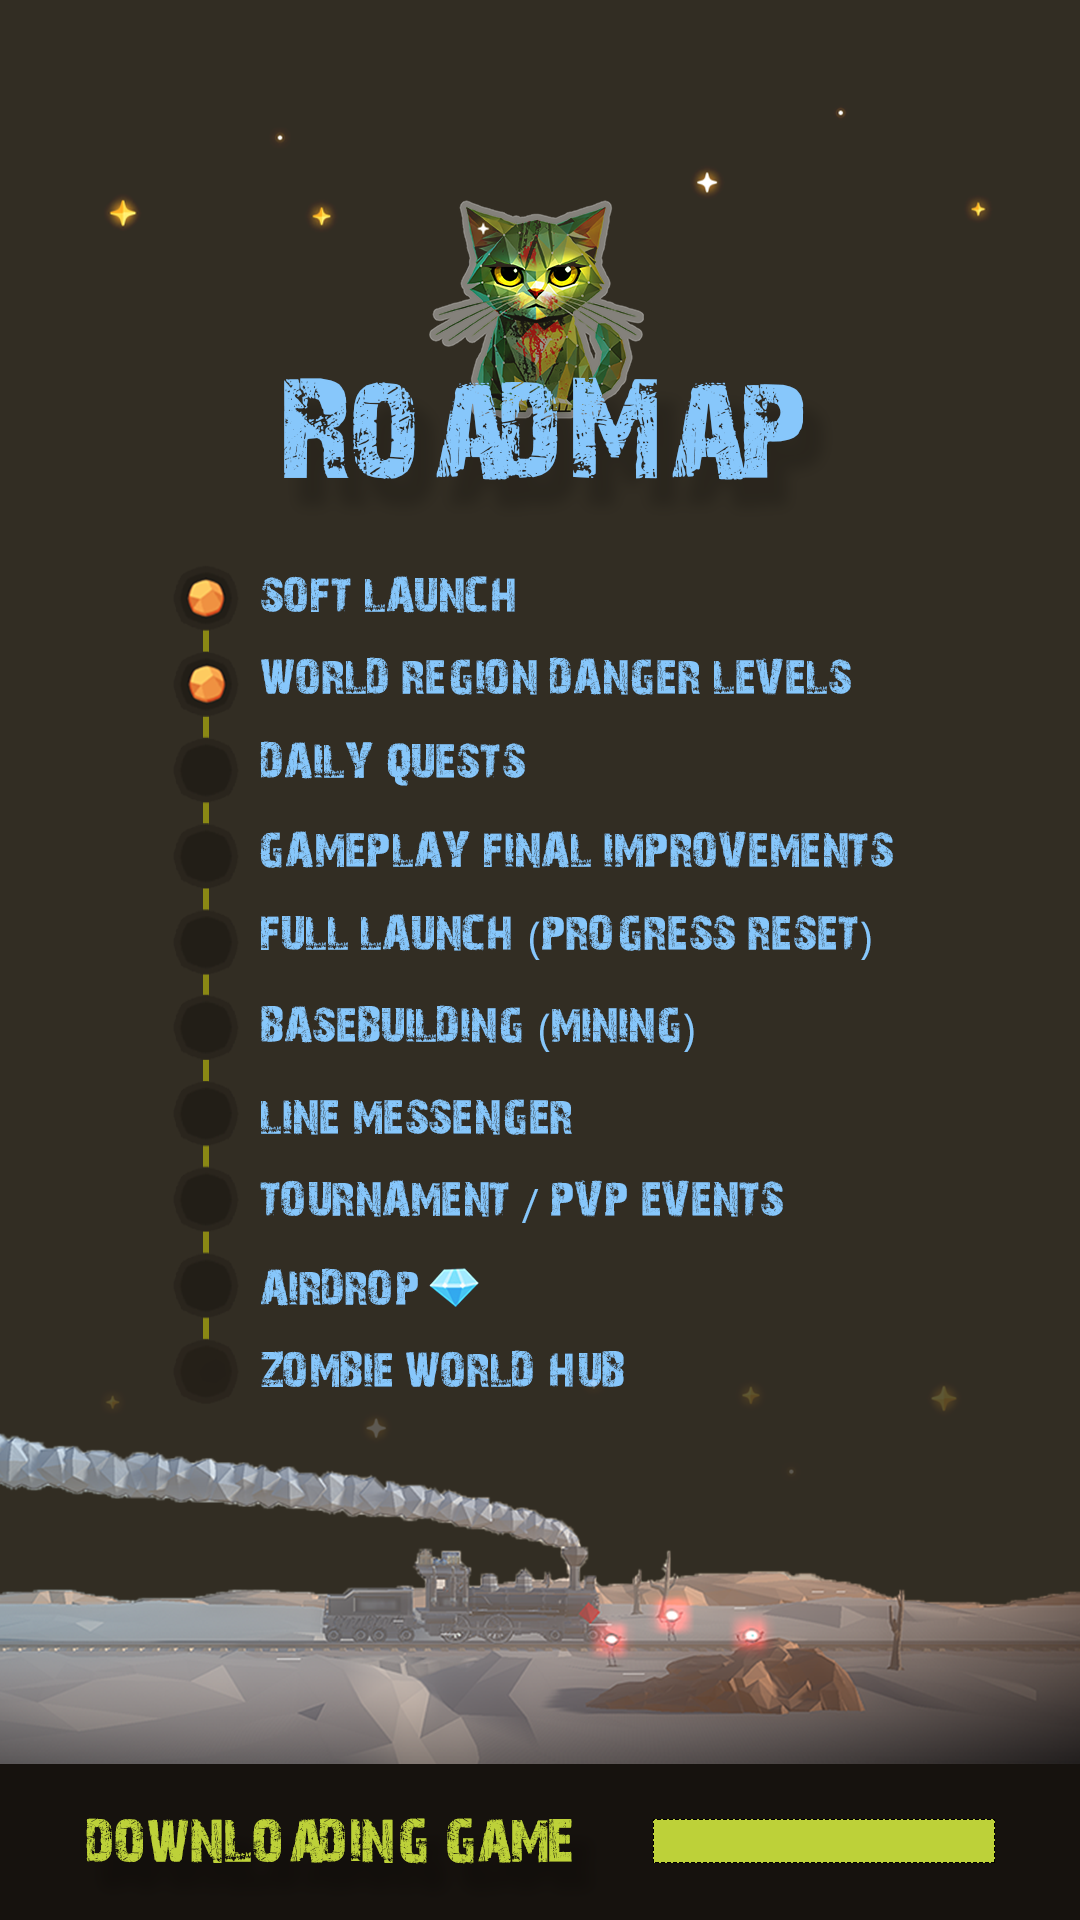 ROADMAP
SOFT LAUNCH
WORLD REGION DANGER LEVELS
DAILY QUESTS
GAMEPLAY FINAL IMPROVEMENTS
FULL LAUNCH (PROGRESS RESET)
BASEBUILDING (MINING)
LINE MESSENGER
TOURNAMENT / PVP EVENTS
AIRDROP 💎
ZOMBIE WORLD HUB
DOWNLOADING GAME